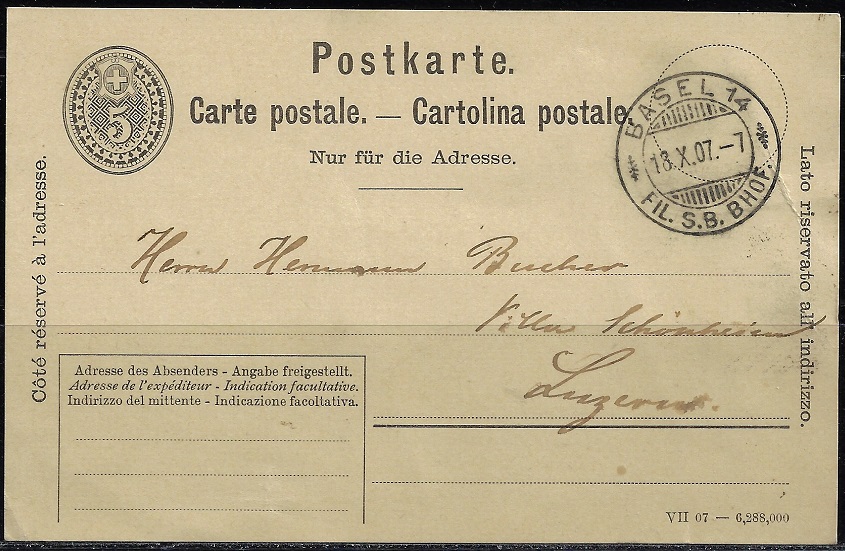 Postkarte.
Carte postale. — Cartolina postale.
Nur für die Adresse.
5
BASEL 14
18.X.07.-7
FIL. S.B. BHOF.
Côté réservé à l'adresse.
Lato riservato all' indirizzo.
Herrn Hermann Bucher
Villa Schönheim
Luzern.
Adresse des Absenders - Angabe freigestellt.
Adresse de l'expéditeur - Indication facultative.
Indirizzo del mittente - Indicazione facoltativa.
VII 07 — 6,288,000